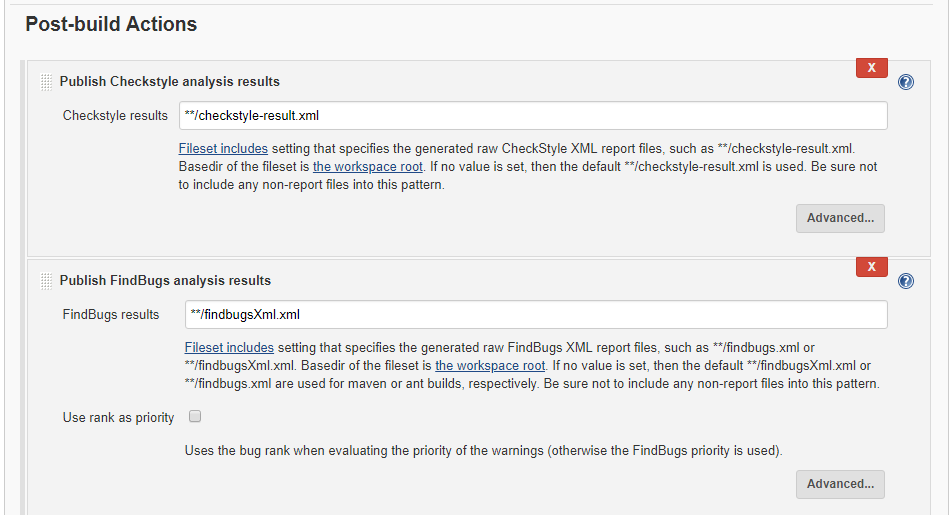 Post-build Actions
X
Publish Checkstyle analysis results
?
Checkstyle results
**/checkstyle-result.xml
Fileset includes setting that specifies the generated raw CheckStyle XML report files, such as **/checkstyle-result.xml.
Basedir of the fileset is the workspace root. If no value is set, then the default **/checkstyle-result.xml is used. Be sure not
to include any non-report files into this pattern.
Advanced...
X
Publish FindBugs analysis results
?
FindBugs results
**/findbugsXml.xml
Fileset includes setting that specifies the generated raw FindBugs XML report files, such as **/findbugs.xml or
**/findbugsXml.xml. Basedir of the fileset is the workspace root. If no value is set, then the default **/findbugsXml.xml or
**/findbugs.xml are used for maven or ant builds, respectively. Be sure not to include any non-report files into this pattern.
Use rank as priority
Uses the bug rank when evaluating the priority of the warnings (otherwise the FindBugs priority is used).
Advanced...